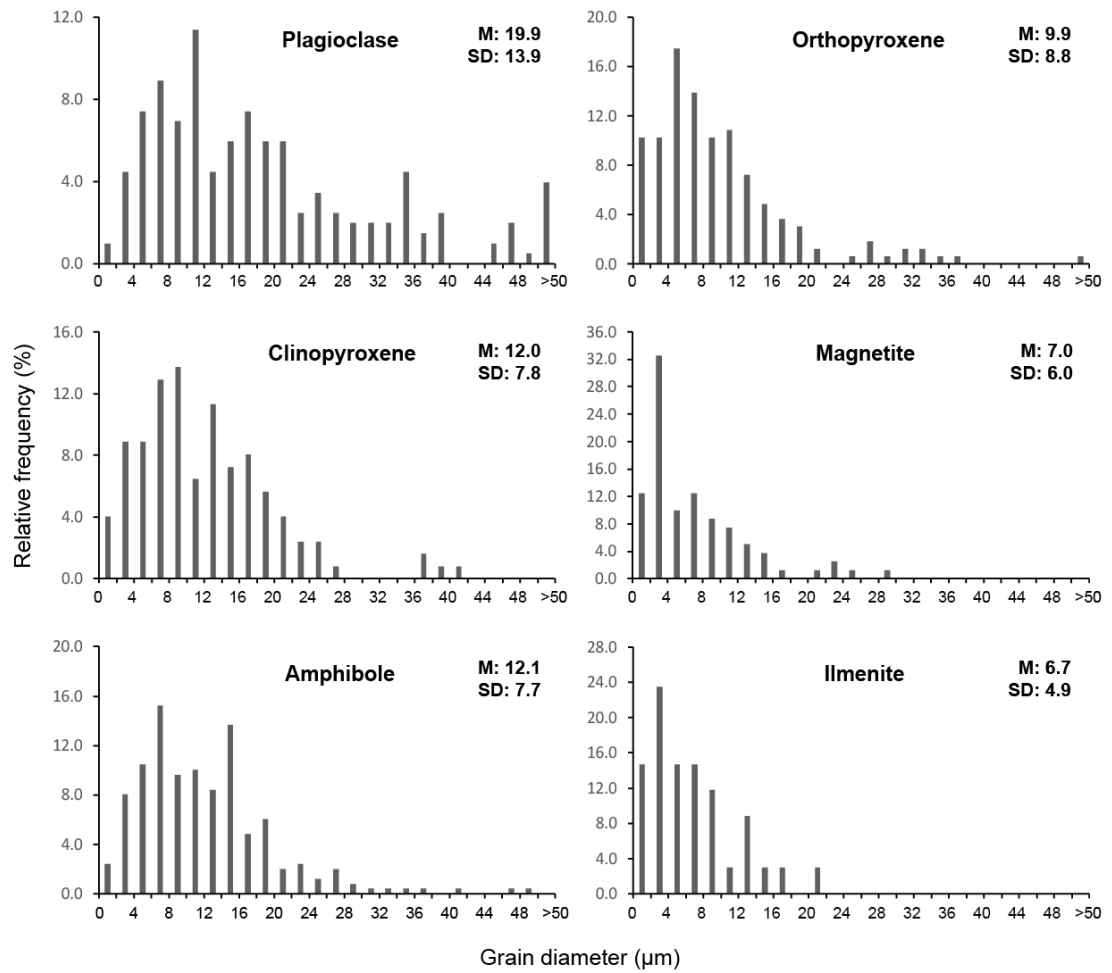 Plagioclase
M: 19.9
SD: 13.9
12.0
8.0
4.0
0.0
0 4 8 12 16 20 24 28 32 36 40 44 48 >50
Orthopyroxene
M: 9.9
SD: 8.8
20.0
16.0
12.0
8.0
4.0
0.0
0 4 8 12 16 20 24 28 32 36 40 44 48 >50
Relative frequency (%)
Clinopyroxene
M: 12.0
SD: 7.8
16.0
12.0
8.0
4.0
0.0
0 4 8 12 16 20 24 28 32 36 40 44 48 >50
Magnetite
M: 7.0
SD: 6.0
36.0
32.0
28.0
24.0
20.0
16.0
12.0
8.0
4.0
0.0
0 4 8 12 16 20 24 28 32 36 40 44 48 >50
Amphibole
M: 12.1
SD: 7.7
20.0
16.0
12.0
8.0
4.0
0.0
0 4 8 12 16 20 24 28 32 36 40 44 48 >50
Ilmenite
M: 6.7
SD: 4.9
28.0
24.0
20.0
16.0
12.0
8.0
4.0
0.0
0 4 8 12 16 20 24 28 32 36 40 44 48 >50
Grain diameter (μm)